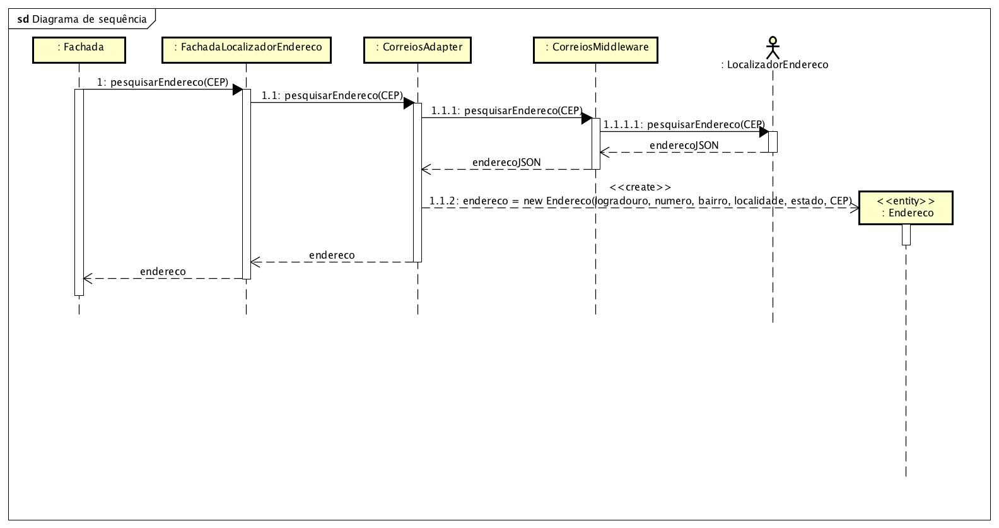 sd Diagrama de sequência
: Fachada
: FachadaLocalizadorEndereco
: CorreiosAdapter
: CorreiosMiddleware
: LocalizadorEndereco
1: pesquisarEndereco(CEP)
1.1: pesquisarEndereco(CEP)
1.1.1: pesquisarEndereco(CEP)
1.1.1.1: pesquisarEndereco(CEP)
enderecoJSON
enderecoJSON
<<create>>
1.1.2: endereco = new Endereco(logradouro, numero, bairro, localidade, estado, CEP)
<<entity>>
: Endereco
endereco
endereco